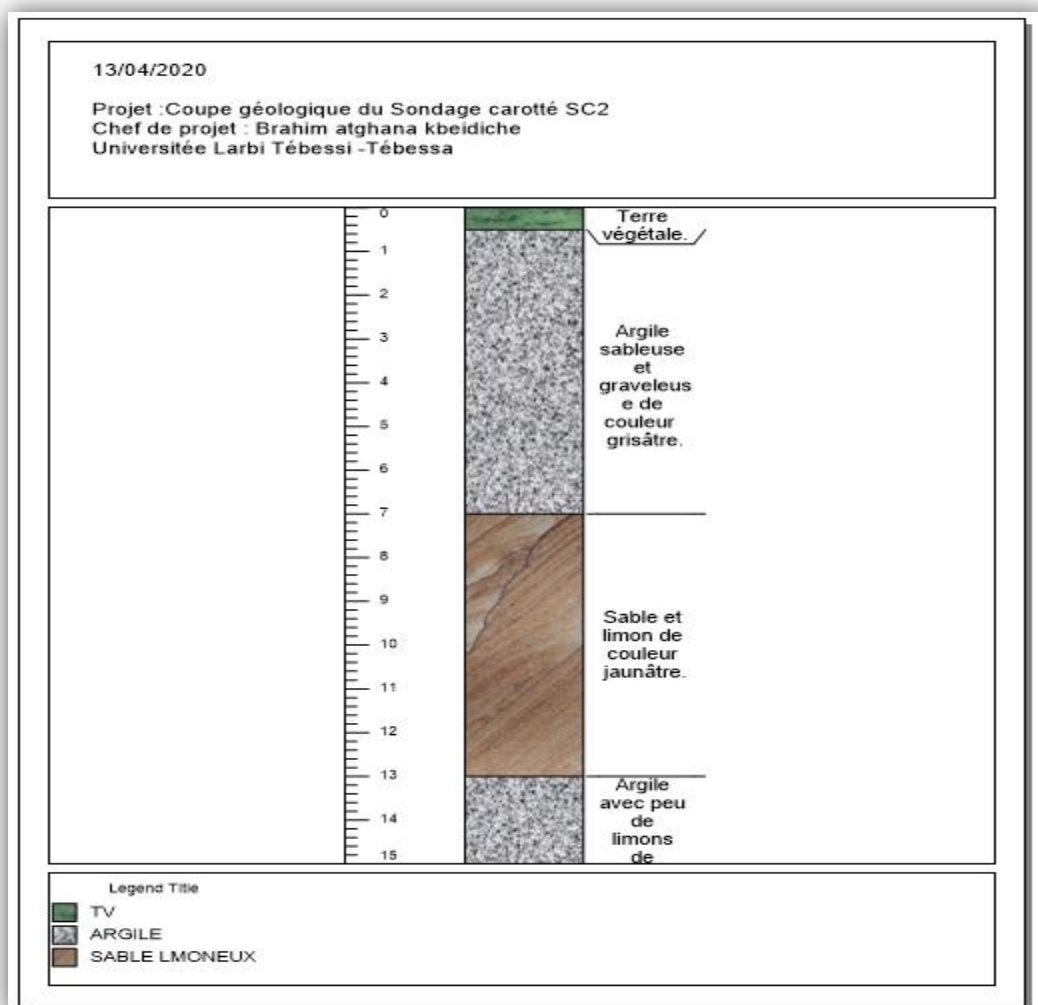 13/04/2020
Projet :Coupe géologique du Sondage carotté SC2
Chef de projet : Brahim atghana kbeidiche
Universitée Larbi Tébessi -Tébessa
0
1
2
3
4
5
6
7
8
9
10
11
12
13
14
15
Terre
végétale.
Argile
sableuse
et
graveleus
e de
couleur
grisâtre.
Sable et
limon de
couleur
jaunâtre.
Argile
avec peu
de
limons
de
Legend Title
TV
ARGILE
SABLE LMONEUX